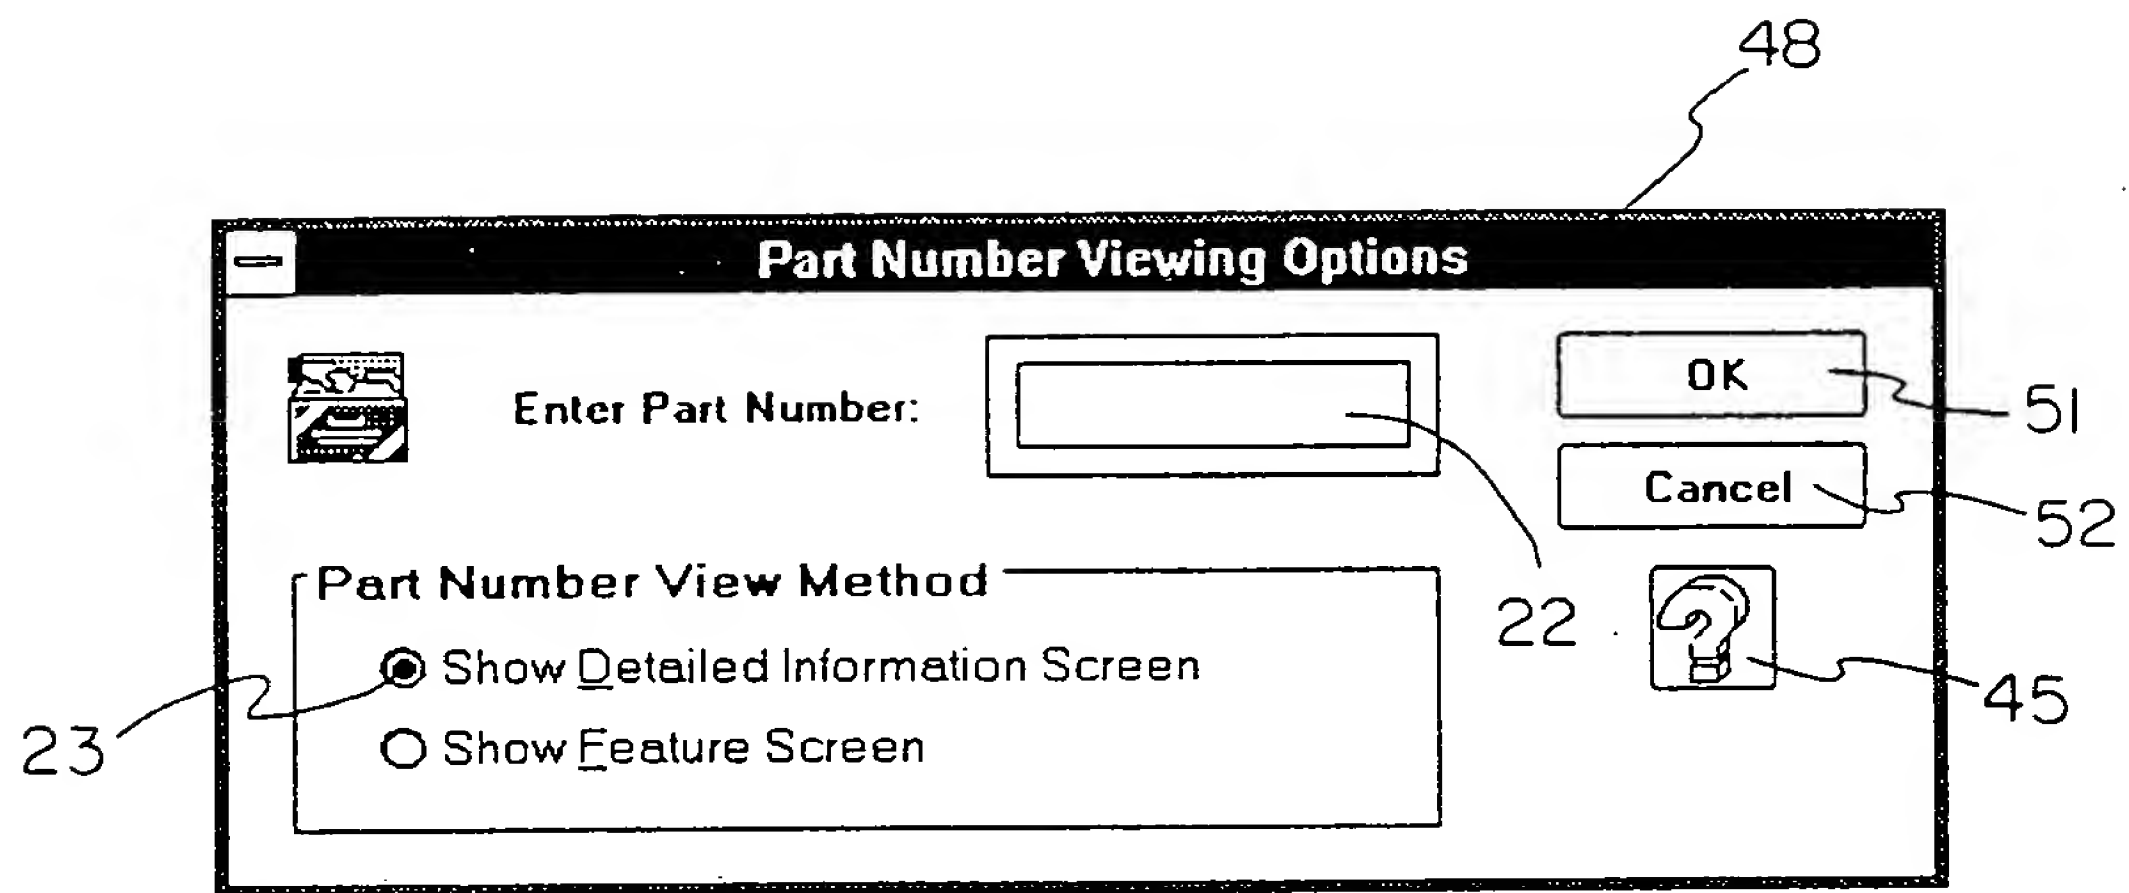 48
Part Number Viewing Options
Enter Part Number:
OK
51
Cancel
52
22
Part Number View Method
Show Detailed Information Screen
45
23
Show Feature Screen